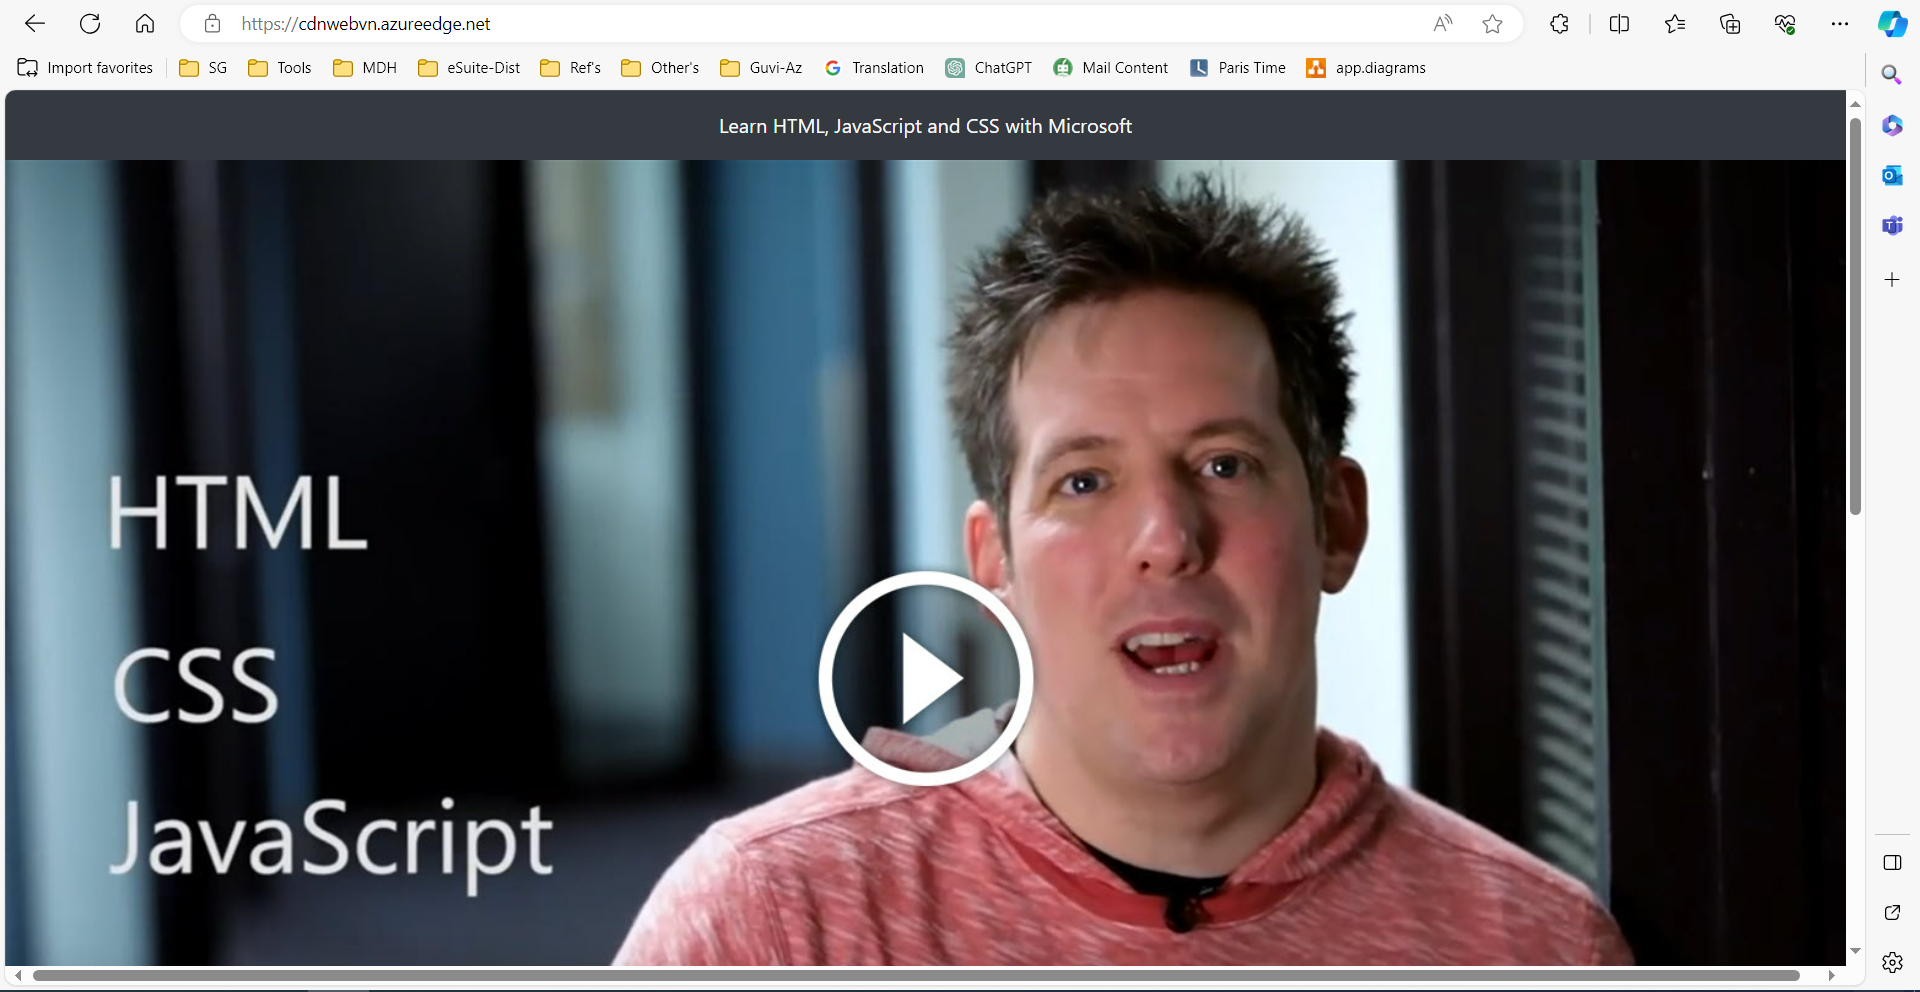 https://cdnwebvn.azureedge.net
Import favorites SG Tools MDH eSuite-Dist Ref's Other's Guvi-Az Translation ChatGPT Mail Content Paris Time app.diagrams
Learn HTML, JavaScript and CSS with Microsoft
HTML
CSS
JavaScript